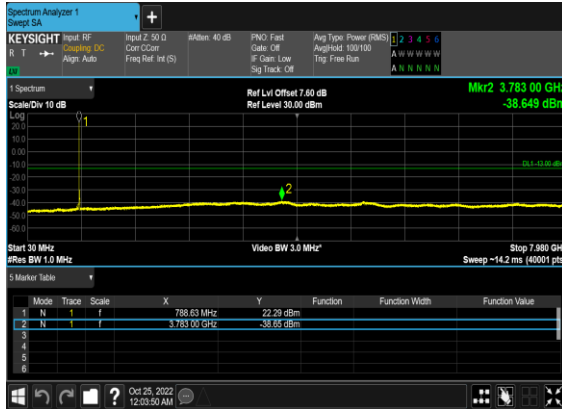 Spectrum Analyzer 1
Swept SA
+
KEYSIGHT Input: RF Input Z: 50 Ω #Atten: 40 dB PNO: Fast Avg Type: Power (RMS) 1 2 3 4 5 6
R T Coupling: DC Corr CCorr Gate: Off Avg|Hold: 100/100 A W W W W W
Align: Auto Freq Ref: Int (S) IF Gain: Low Trig: Free Run
LU Sig Track: Off A N N N N N
1 Spectrum Ref Lvl Offset 7.60 dB Mkr2 3.783 00 GHz
Scale/Div 10 dB Ref Level 30.00 dBm -38.649 dBm
Log
1
20.0
10.0
0.00
-10.0
DL1 -13.00 dBm
-20.0
-30.0
2
-40.0
-50.0
-60.0
Start 30 MHz Video BW 3.0 MHz* Stop 7.980 GHz
#Res BW 1.0 MHz Sweep ~14.2 ms (40001 pts)
5 Marker Table
Mode Trace Scale X Y Function Function Width Function Value
1 N 1 f 788.63 MHz 22.29 dBm
2 N 1 f 3.783 00 GHz -38.65 dBm
3
4
5
6
? Oct 25, 2022
12:03:50 AM